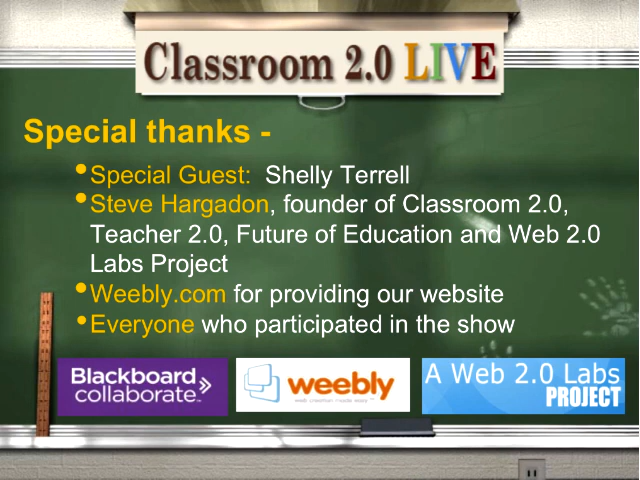 Classroom 2.0 LIVE
Special thanks -
•Special Guest: Shelly Terrell
•Steve Hargadon, founder of Classroom 2.0,
Teacher 2.0, Future of Education and Web 2.0
Labs Project
•Weebly.com for providing our website
•Everyone who participated in the show
Blackboard
collaborate™
weebly
web creation made easy™
A Web 2.0 Labs
PROJECT